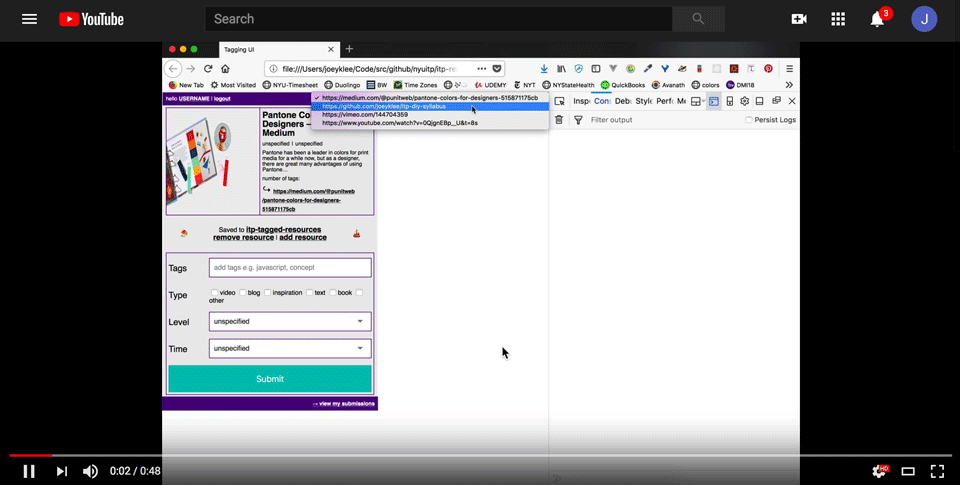 YouTube
Search
3
J
Tagging UI
file:///Users/joeyklee/Code/src/github/nyuitp/itp-re
New Tab Most Visited NYU-Timesheet Duolingo BW Time Zones UDEMY NYT NYStateHealth QuickBooks Avanath DMI18 colors
hello USERNAME | logout
✓ https://medium.com/@punitweb/pantone-colors-for-designers-515871175cb
https://github.com/joeyklee/itp-diy-syllabus
https://vimeo.com/144704359
https://www.youtube.com/watch?v=0QjgnEBp__U&t=8s
Insp Con Deb Styl Perf Me
Filter output
Persist Logs
Pantone Co
Designers –
Medium
unspecified | unspecified
Pantone has been a leader in colors for print
media for a while now, but as a designer,
there are great many advantages of using
Pantone…
number of tags:
https://medium.com/@punitweb
/pantone-colors-for-designers-
515871175cb
Saved to itp-tagged-resources
remove resource | add resource
Tags
add tags e.g. javascript, concept
Type
video blog inspiration text book
other
Level
unspecified
Time
unspecified
Submit
→ view my submissions
0:02 / 0:48
HD